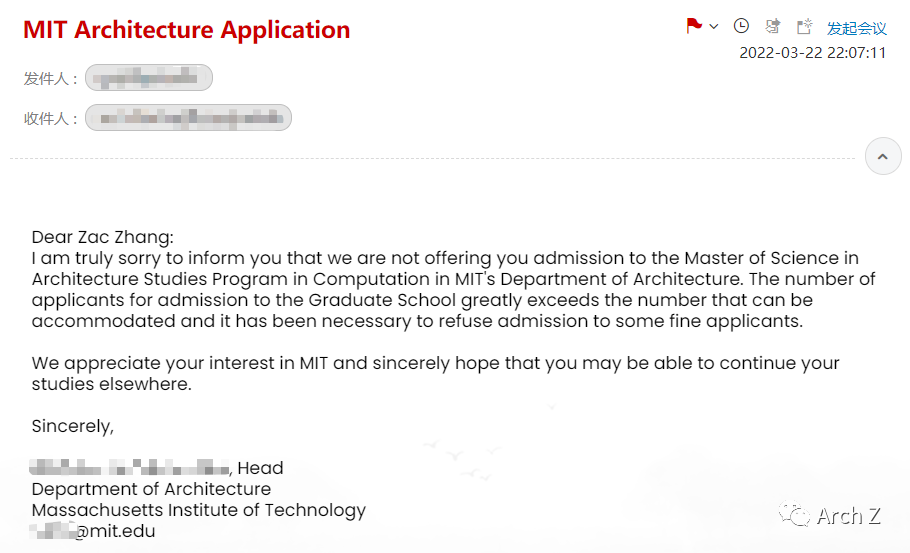 MIT Architecture Application
发起会议
2022-03-22 22:07:11
发件人：
收件人：
Dear Zac Zhang:
I am truly sorry to inform you that we are not offering you admission to the Master of Science in
Architecture Studies Program in Computation in MIT's Department of Architecture. The number of
applicants for admission to the Graduate School greatly exceeds the number that can be
accommodated and it has been necessary to refuse admission to some fine applicants.
We appreciate your interest in MIT and sincerely hope that you may be able to continue your
studies elsewhere.
Sincerely,
, Head
Department of Architecture
Massachusetts Institute of Technology
@mit.edu
Arch Z